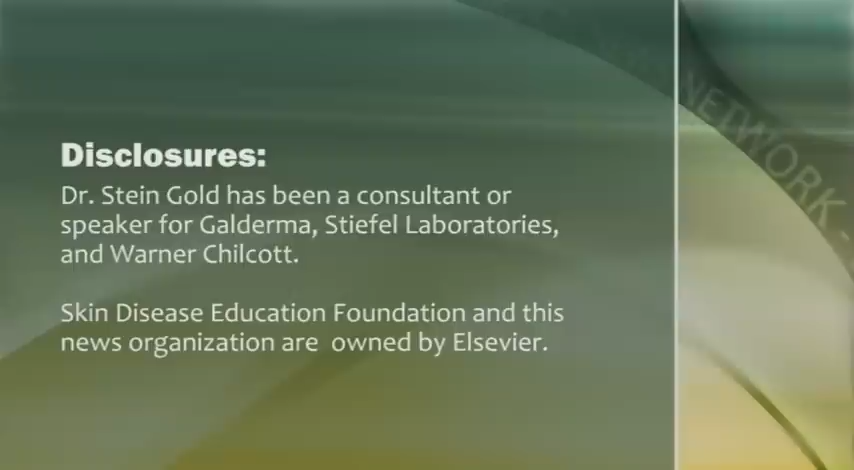 Disclosures:
Dr. Stein Gold has been a consultant or
speaker for Galderma, Stiefel Laboratories,
and Warner Chilcott.
Skin Disease Education Foundation and this
news organization are owned by Elsevier.
NETWORK -